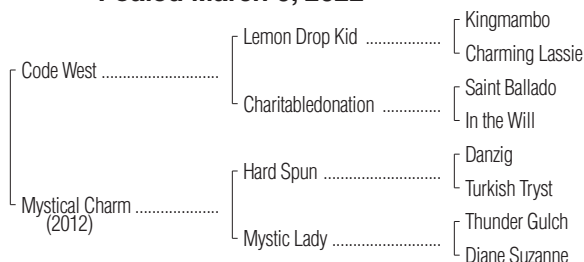 Foaled March 6, 2022
Kingmambo
Lemon Drop Kid
Charming Lassie
Code West
Saint Ballado
Charitabledonation
In the Will
Danzig
Hard Spun
Turkish Tryst
Mystical Charm
(2012)
Thunder Gulch
Mystic Lady
Diane Suzanne